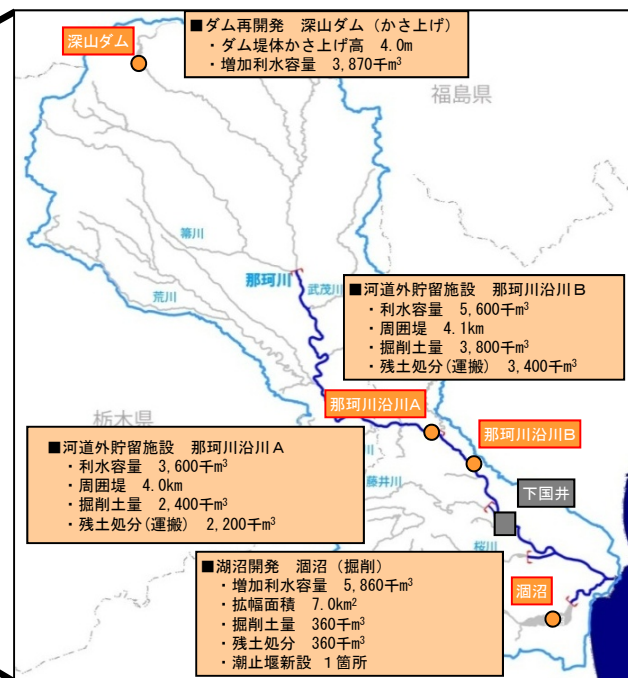 ■ダム再開発　深山ダム（かさ上げ）
・ダム堤体かさ上げ高　4.0m
・増加利水容量　3,870千m³
深山ダム
福島県
箒川
那珂川
武茂川
荒川
■河道外貯留施設　那珂川沿川Ｂ
・利水容量　5,600千m³
・周囲堤　4.1km
・掘削土量　3,800千m³
・残土処分(運搬)　3,400千m³
那珂川沿川A
那珂川沿川B
栃木県
■河道外貯留施設　那珂川沿川Ａ
・利水容量　3,600千m³
・周囲堤　4.0km
・掘削土量　2,400千m³
・残土処分(運搬)　2,200千m³
川
藤井川
下国井
桜川
■湖沼開発　涸沼（掘削）
・増加利水容量　5,860千m³
・拡幅面積　7.0km²
・掘削土量　360千m³
・残土処分　360千m³
・潮止堰新設　１箇所
涸沼